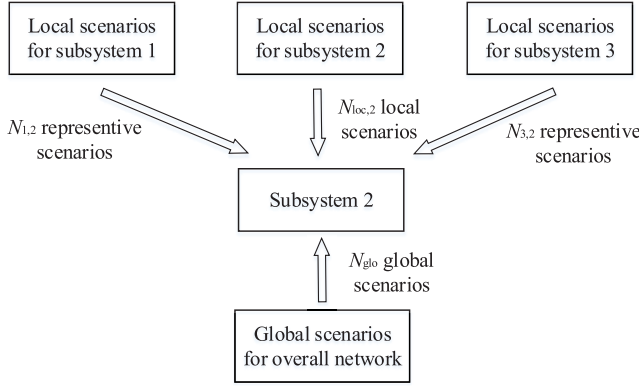 Local scenarios
for subsystem 1
Local scenarios
for subsystem 2
Local scenarios
for subsystem 3
N1,2 representive
scenarios
Nloc,2 local
scenarios
N3,2 representive
scenarios
Subsystem 2
Nglo global
scenarios
Global scenarios
for overall network